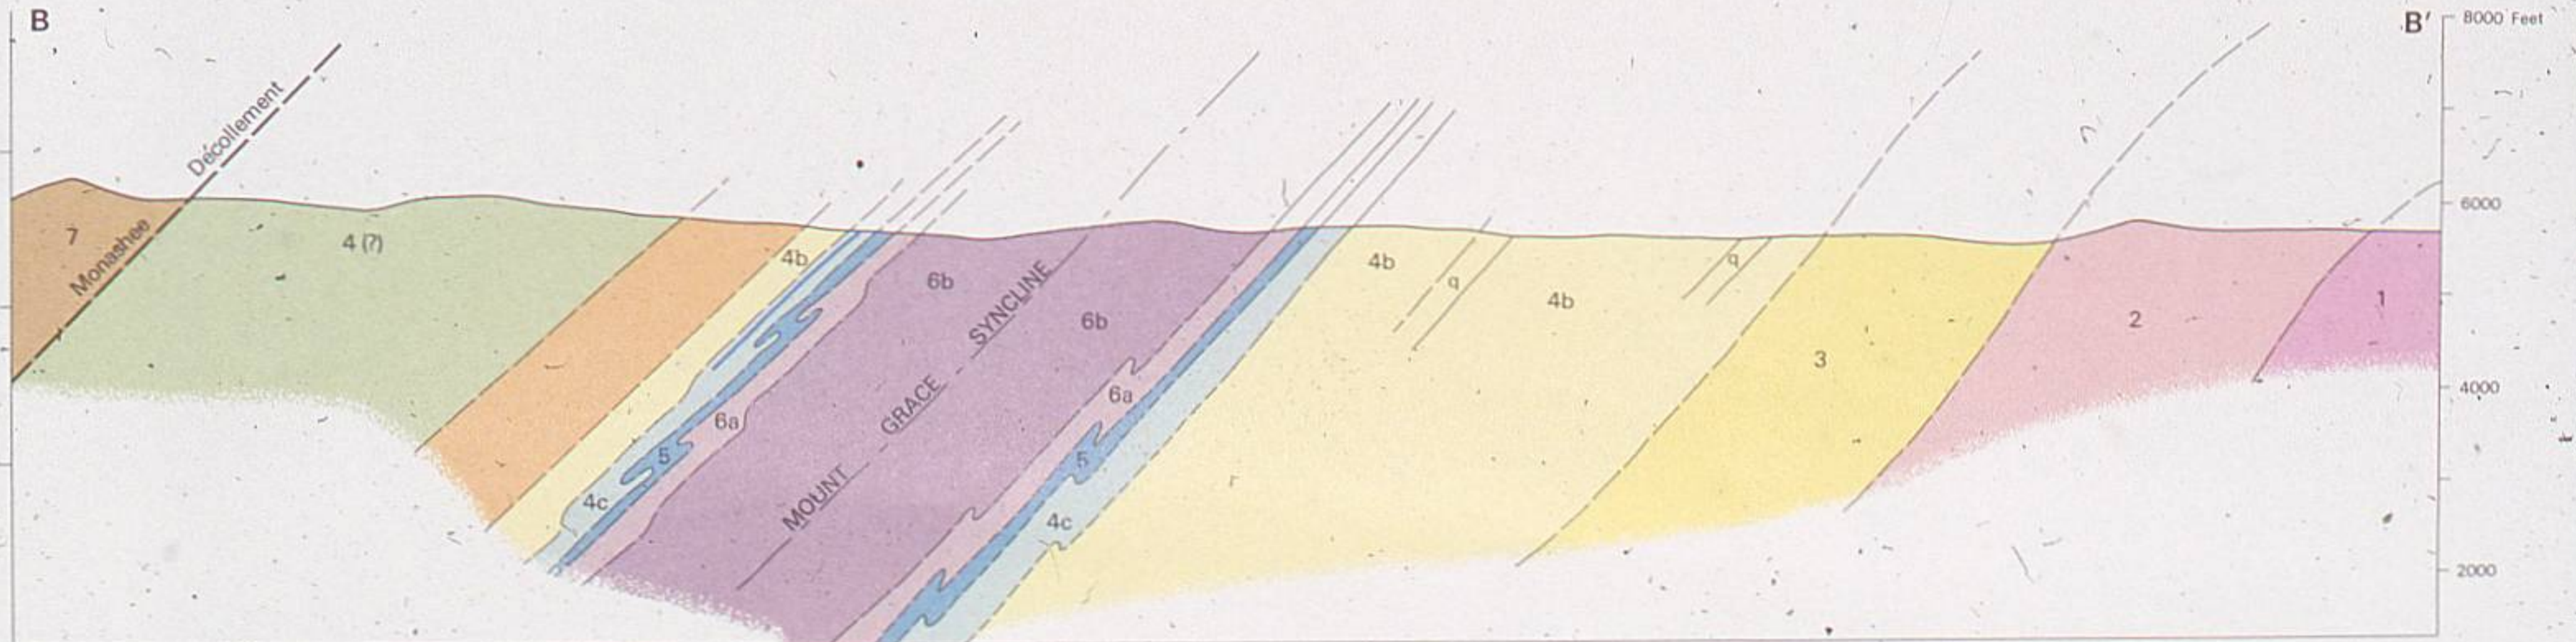 B
B′
8000 Feet
Décollement
6000
7
Monashee
4 (?)
4b
6b
SYNCLINE
6b
4b
q
4b
q
3
2
1
4000
6a
GRACE
6a
5
5
4c
MOUNT
4c
2000